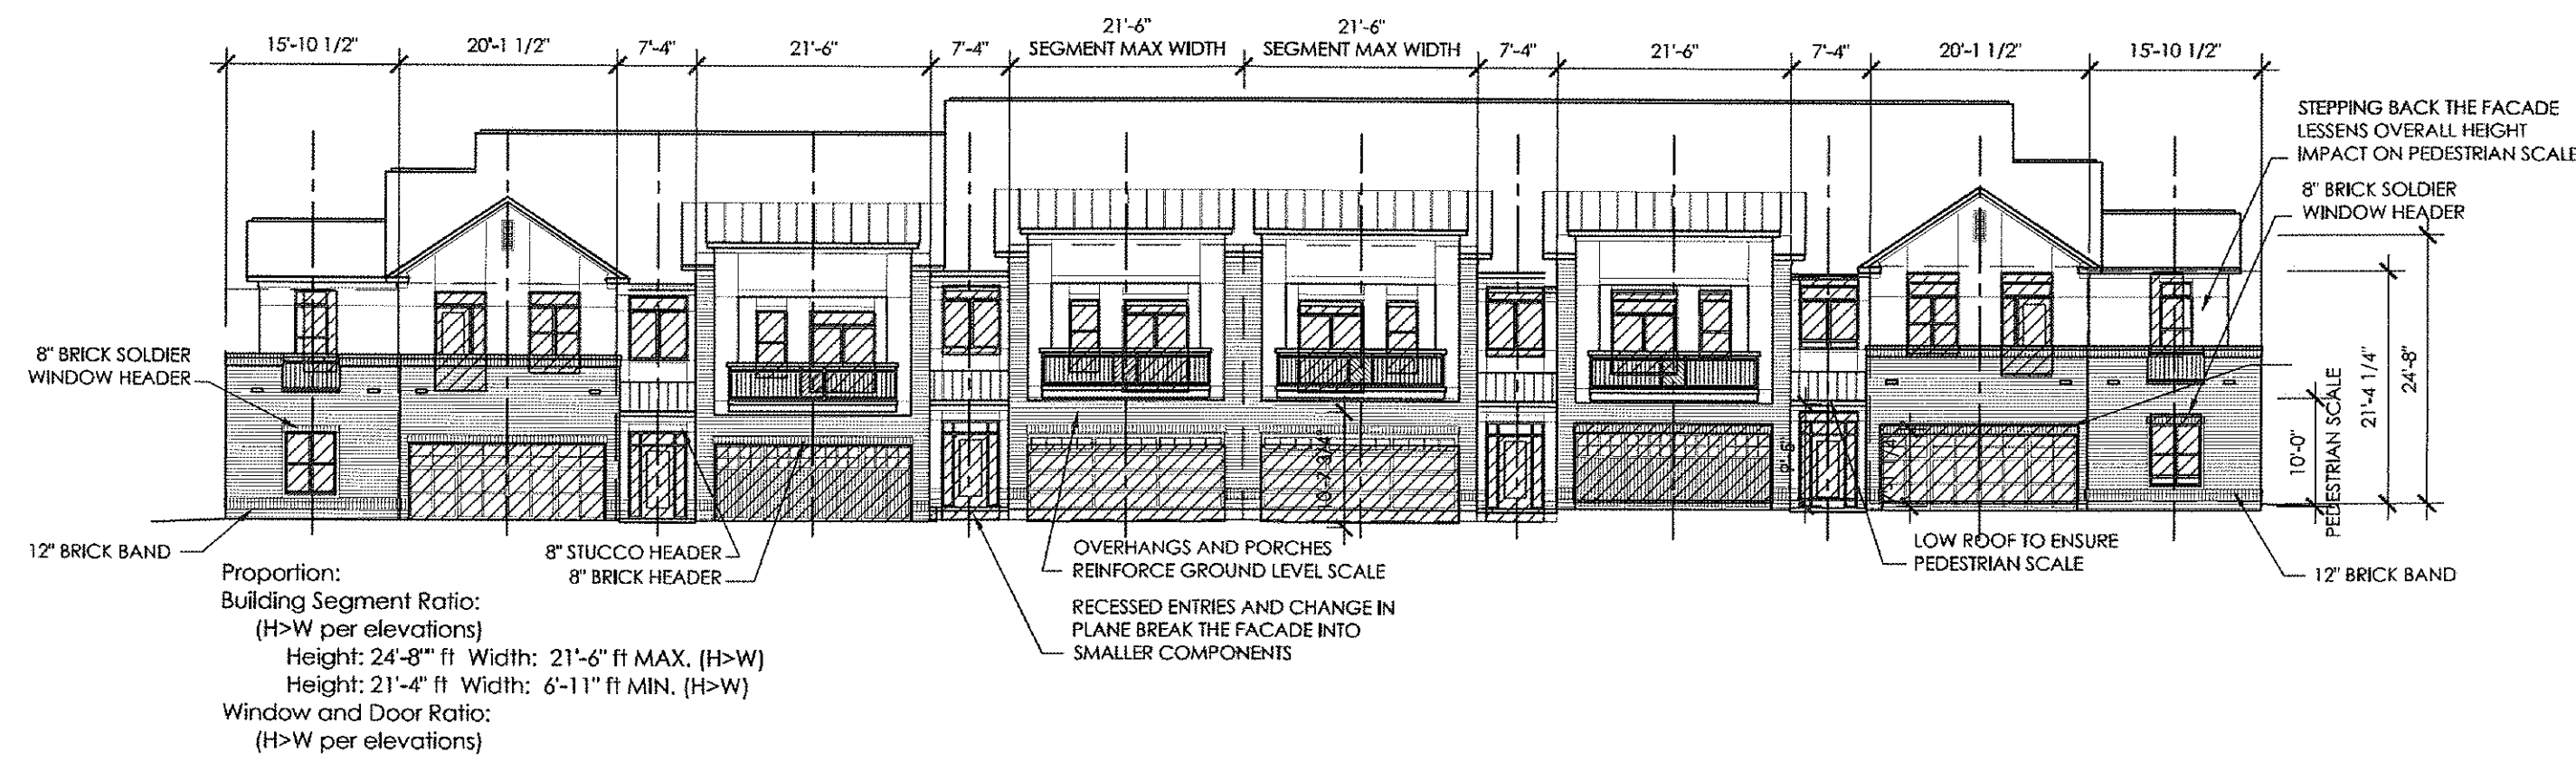 15'-10 1/2"
20'-1 1/2"
7'-4"
21'-6"
7'-4"
21'-6"
SEGMENT MAX WIDTH
21'-6"
SEGMENT MAX WIDTH
7'-4"
21'-6"
7'-4"
20'-1 1/2"
15'-10 1/2"
STEPPING BACK THE FACADE
LESSENS OVERALL HEIGHT
IMPACT ON PEDESTRIAN SCALE
8" BRICK SOLDIER
WINDOW HEADER
8" BRICK SOLDIER
WINDOW HEADER
10'-7 3/4"
10'-0"
PEDESTRIAN SCALE
21'-4 1/4"
24'-8"
12" BRICK BAND
8" STUCCO HEADER
8" BRICK HEADER
OVERHANGS AND PORCHES
REINFORCE GROUND LEVEL SCALE
RECESSED ENTRIES AND CHANGE IN
PLANE BREAK THE FACADE INTO
SMALLER COMPONENTS
LOW ROOF TO ENSURE
PEDESTRIAN SCALE
12" BRICK BAND
Proportion:
Building Segment Ratio:
(H>W per elevations)
Height: 24'-8'" ft Width: 21'-6" ft MAX. (H>W)
Height: 21'-4" ft Width: 6'-11" ft MIN. (H>W)
Window and Door Ratio:
(H>W per elevations)